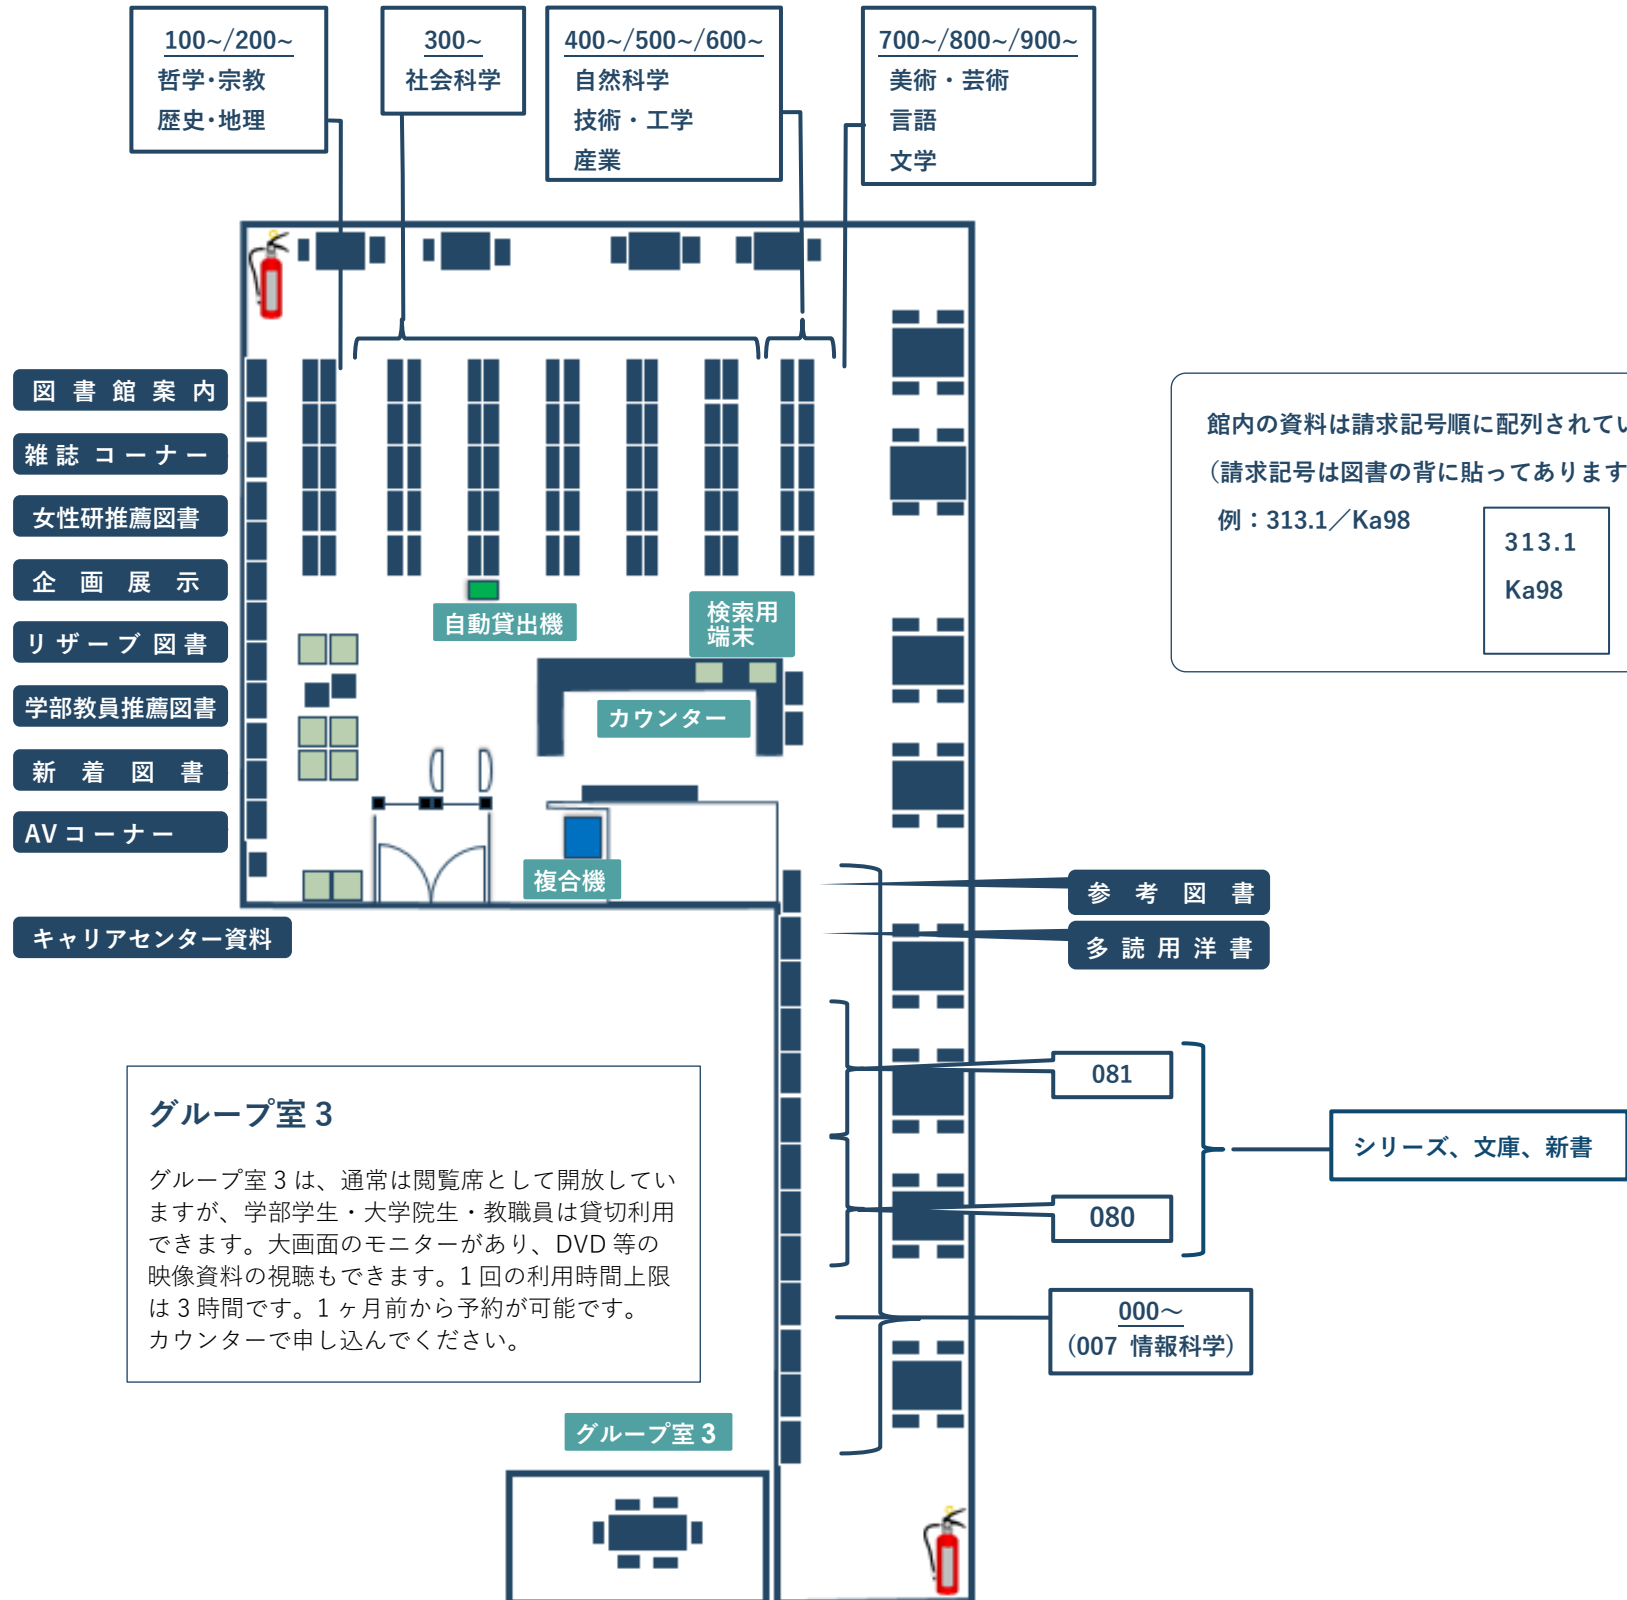 100~/200~
哲学･宗教
歴史･地理
300~
社会科学
400~/500~/600~
自然科学
技術・工学
産業
700~/800~/900~
美術・芸術
言語
文学
図書館案内
雑誌コーナー
女性研推薦図書
企画展示
リザーブ図書
学部教員推薦図書
新着図書
AVコーナー
キャリアセンター資料
自動貸出機
検索用
端末
カウンター
複合機
館内の資料は請求記号順に配列されてい
（請求記号は図書の背に貼ってあります
例：313.1／Ka98
313.1
Ka98
参考図書
多読用洋書
081
080
シリーズ、文庫、新書
000～
（007 情報科学）
グループ室 3
グループ室 3 は、通常は閲覧席として開放してい
ますが、学部学生・大学院生・教職員は貸切利用
できます。大画面のモニターがあり、DVD 等の
映像資料の視聴もできます。1 回の利用時間上限
は 3 時間です。1 ヶ月前から予約が可能です。
カウンターで申し込んでください。
グループ室 3